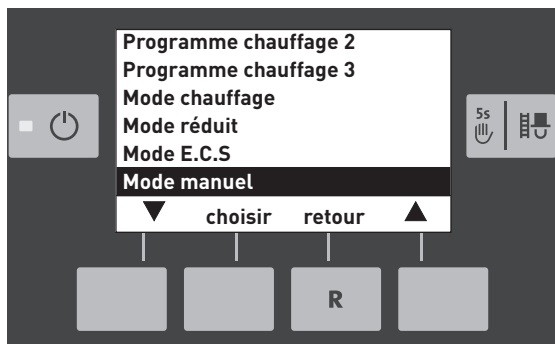 Programme chauffage 2
Programme chauffage 3
Mode chauffage
Mode réduit
Mode E.C.S
Mode manuel
▼ choisir retour ▲
5s
R